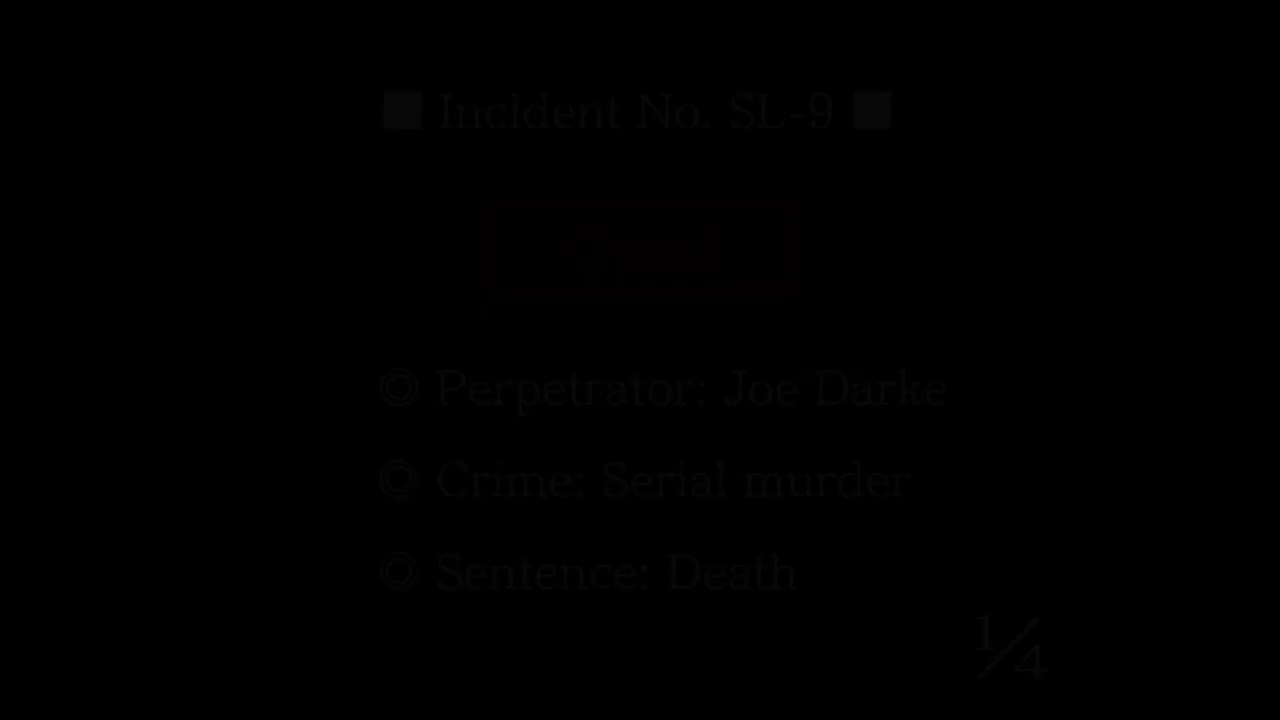 ■ Incident No. SL-9 ■
◎ Perpetrator: Joe Darke
◎ Crime: Serial murder
◎ Sentence: Death
1/4